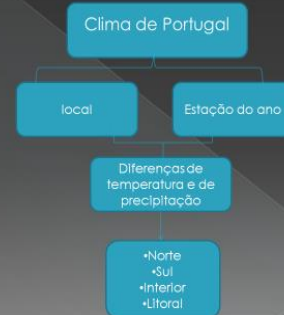 Clima de Portugal
local
Estação do ano
Diferenças de
temperatura e de
precipitação
•Norte
•Sul
•Interior
•Litoral